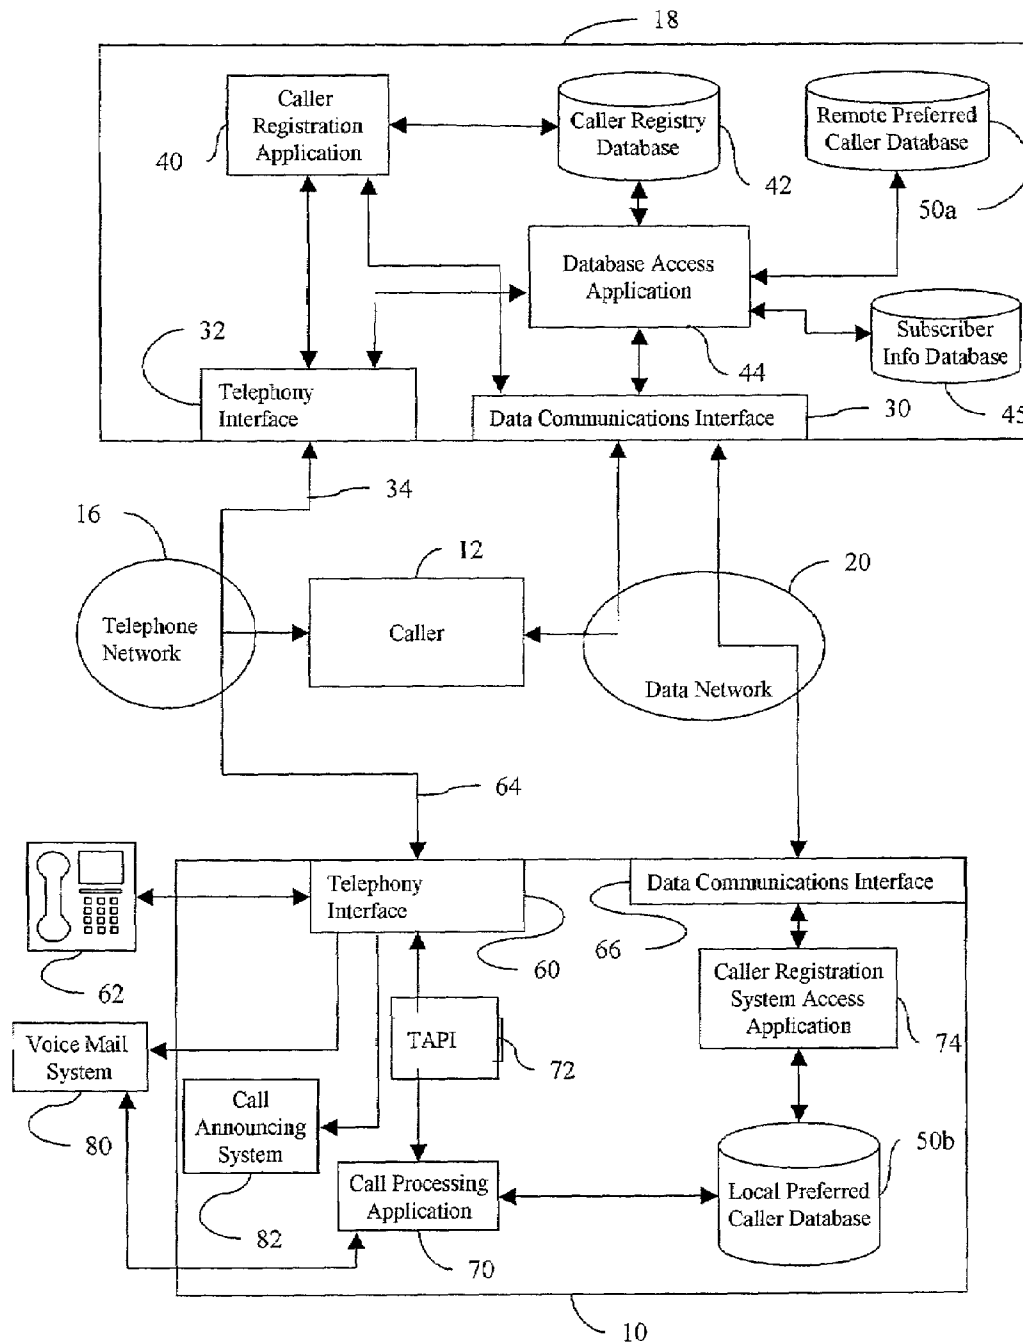 18
Caller
Registration
Application
40
Caller Registry
Database
42
Remote Preferred
Caller Database
50a
Database Access
Application
44
Subscriber
Info Database
45
32
Telephony
Interface
Data Communications Interface
30
34
16
12
20
Telephone
Network
Caller
Data Network
64
Telephony
Interface
Data Communications Interface
62
60
66
Caller Registration
System Access
Application
74
Voice Mail
System
80
TAPI
72
Call
Announcing
System
82
Call Processing
Application
70
50b
Local Preferred
Caller Database
10